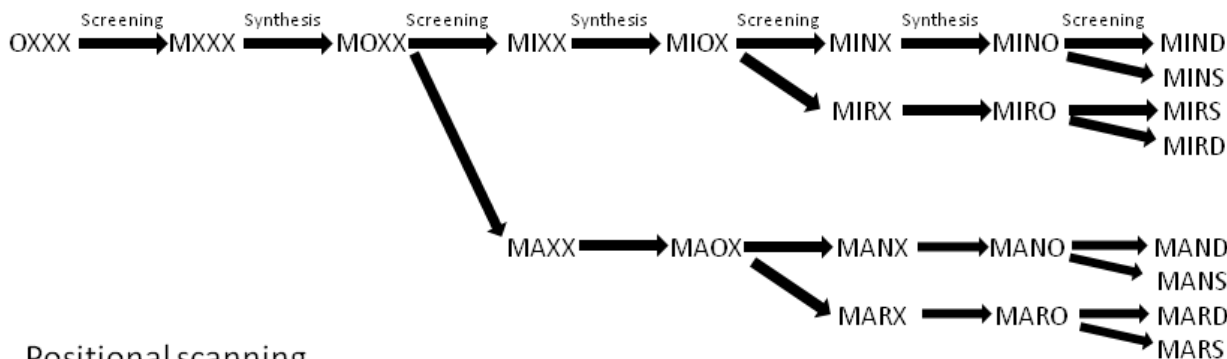 Screening Synthesis Screening Synthesis Screening Synthesis Screening
OXXX MXXX MOXX MIXX MIOX MINX MINO MIND
MINS
MIRX MIRO MIRS
MIRD
MAXX MAOX MANX MANO MAND
MANS
MARX MARO MARD
MARS
Positional scanning